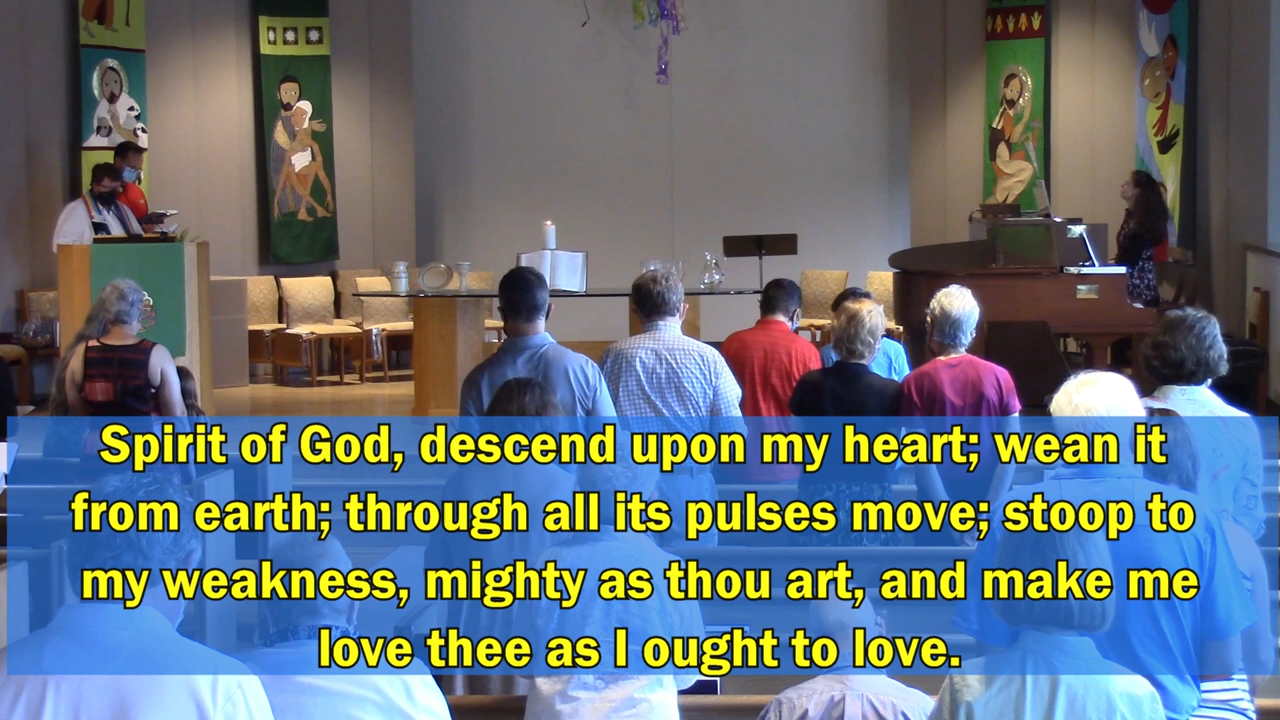 Spirit of God, descend upon my heart; wean it
from earth; through all its pulses move; stoop to
my weakness, mighty as thou art, and make me
love thee as I ought to love.